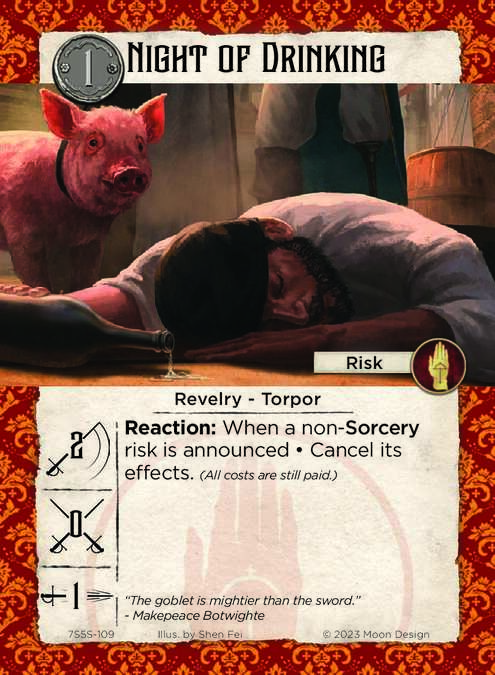 1 Night of Drinking
Risk
Revelry - Torpor
Reaction: When a non-Sorcery
risk is announced • Cancel its
effects. (All costs are still paid.)
2
0
1
"The goblet is mightier than the sword."
- Makepeace Botwighte
7S5S-109 Illus. by Shen Fei © 2023 Moon Design